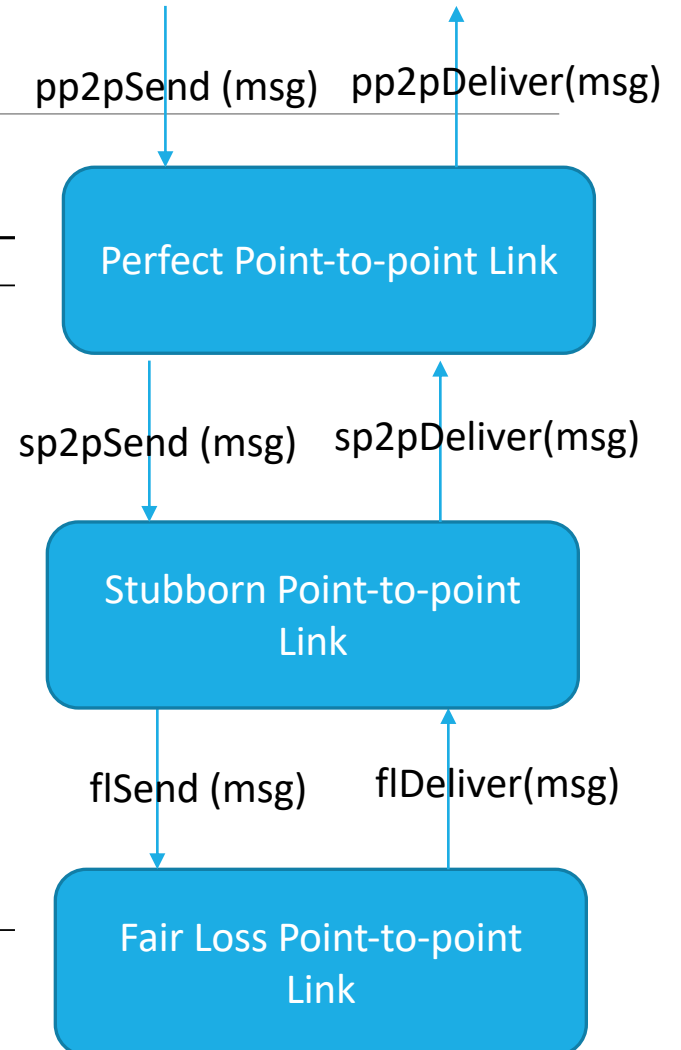 pp2pSend (msg) pp2pDeliver(msg)
Perfect Point-to-point Link
sp2pSend (msg) sp2pDeliver(msg)
Stubborn Point-to-point
Link
flSend (msg) flDeliver(msg)
Fair Loss Point-to-point
Link